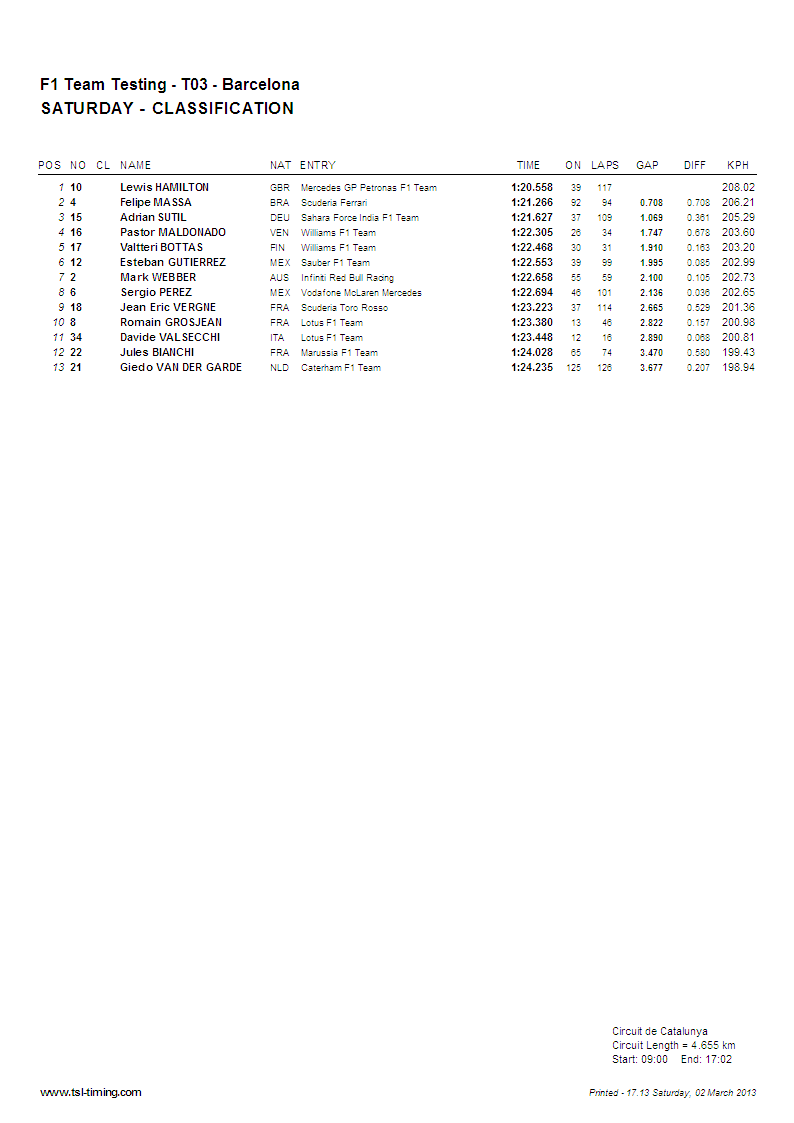 F1 Team Testing - T03 - Barcelona
SATURDAY - CLASSIFICATION
POS NO CL NAME NAT ENTRY TIME ON LAPS GAP DIFF KPH
1 10 Lewis HAMILTON GBR Mercedes GP Petronas F1 Team 1:20.558 39 117 208.02
2 4 Felipe MASSA BRA Scuderia Ferrari 1:21.266 92 94 0.708 0.708 206.21
3 15 Adrian SUTIL DEU Sahara Force India F1 Team 1:21.627 37 109 1.069 0.361 205.29
4 16 Pastor MALDONADO VEN Williams F1 Team 1:22.305 26 34 1.747 0.678 203.60
5 17 Valtteri BOTTAS FIN Williams F1 Team 1:22.468 30 31 1.910 0.163 203.20
6 12 Esteban GUTIERREZ MEX Sauber F1 Team 1:22.553 39 99 1.995 0.085 202.99
7 2 Mark WEBBER AUS Infiniti Red Bull Racing 1:22.658 55 59 2.100 0.105 202.73
8 6 Sergio PEREZ MEX Vodafone McLaren Mercedes 1:22.694 46 101 2.136 0.036 202.65
9 18 Jean Eric VERGNE FRA Scuderia Toro Rosso 1:23.223 37 114 2.665 0.529 201.36
10 8 Romain GROSJEAN FRA Lotus F1 Team 1:23.380 13 46 2.822 0.157 200.98
11 34 Davide VALSECCHI ITA Lotus F1 Team 1:23.448 12 16 2.890 0.068 200.81
12 22 Jules BIANCHI FRA Marussia F1 Team 1:24.028 65 74 3.470 0.580 199.43
13 21 Giedo VAN DER GARDE NLD Caterham F1 Team 1:24.235 125 126 3.677 0.207 198.94
Circuit de Catalunya
Circuit Length = 4.655 km
Start: 09:00 End: 17:02
www.tsl-timing.com Printed - 17.13 Saturday, 02 March 2013